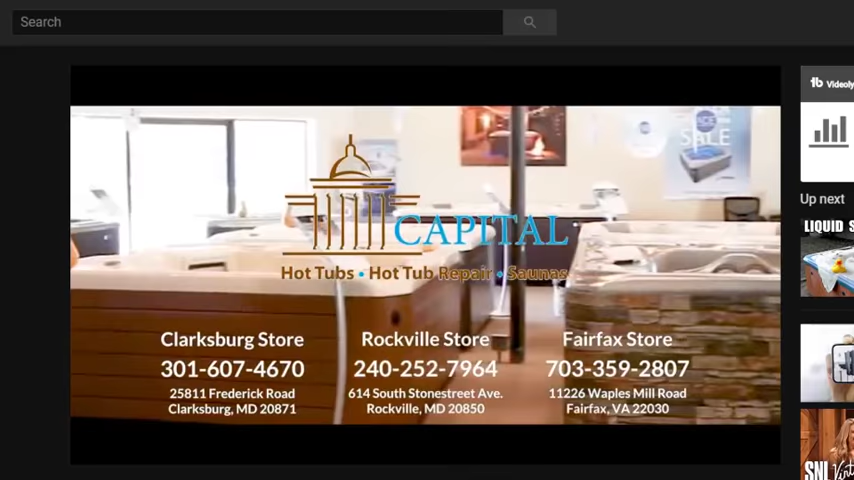 Search
Videoly
Up next
LIQUID S
SALE
CAPITAL
Hot Tubs • Hot Tub Repair • Saunas
Clarksburg Store
301-607-4670
25811 Frederick Road
Clarksburg, MD 20871
Rockville Store
240-252-7964
614 South Stonestreet Ave.
Rockville, MD 20850
Fairfax Store
703-359-2807
11226 Waples Mill Road
Fairfax, VA 22030
SNL Virt